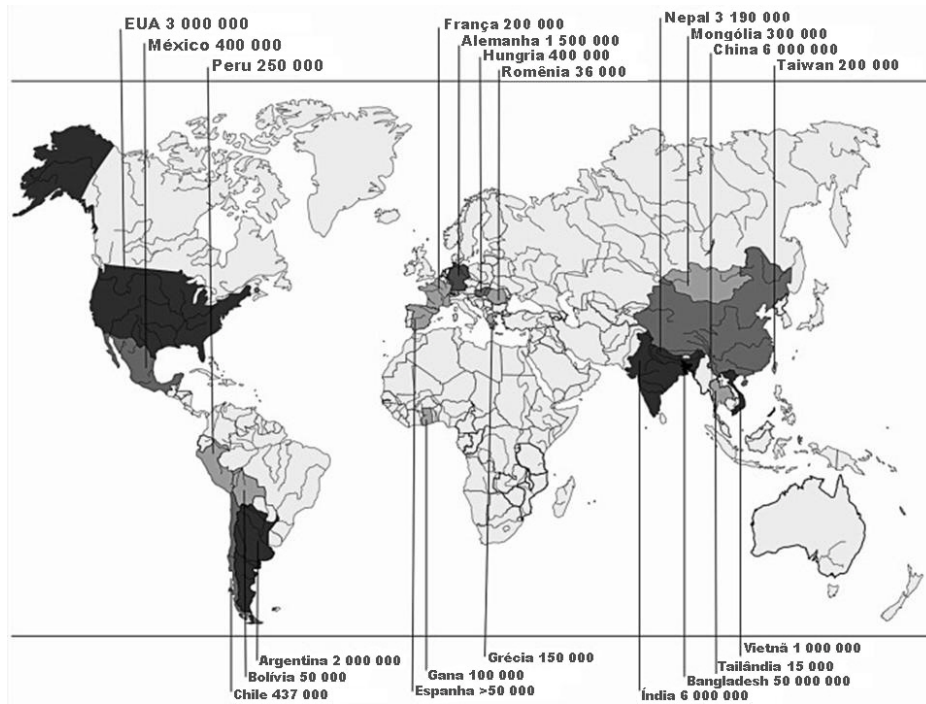 EUA 3 000 000
México 400 000
Peru 250 000
França 200 000
Alemanha 1 500 000
Hungria 400 000
Romênia 36 000
Nepal 3 190 000
Mongólia 300 000
China 6 000 000
Taiwan 200 000
Argentina 2 000 000
Bolívia 50 000
Chile 437 000
Grécia 150 000
Gana 100 000
Espanha >50 000
Vietnã 1 000 000
Tailândia 15 000
Bangladesh 50 000 000
Índia 6 000 000